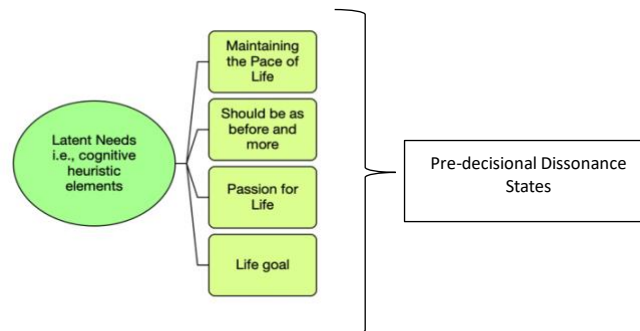 Latent Needs
i.e., cognitive
heuristic
elements
Maintaining
the Pace of
Life
Should be as
before and
more
Passion for
Life
Life goal
Pre-decisional Dissonance
States